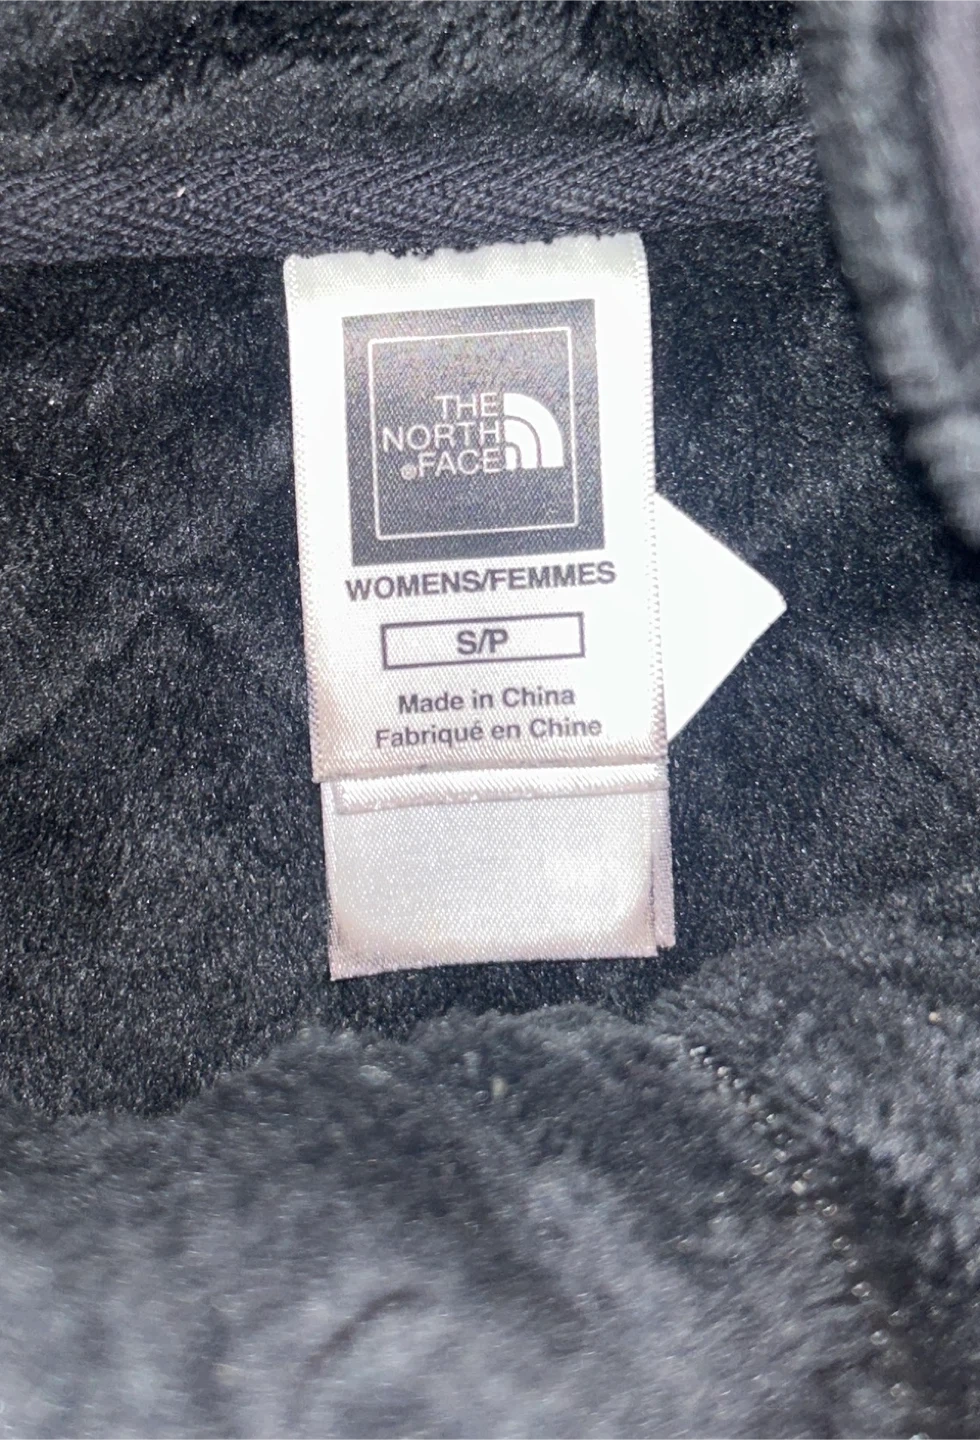 THE
NORTH
FACE
WOMENS/FEMMES
S/P
Made in China
Fabriqué en Chine